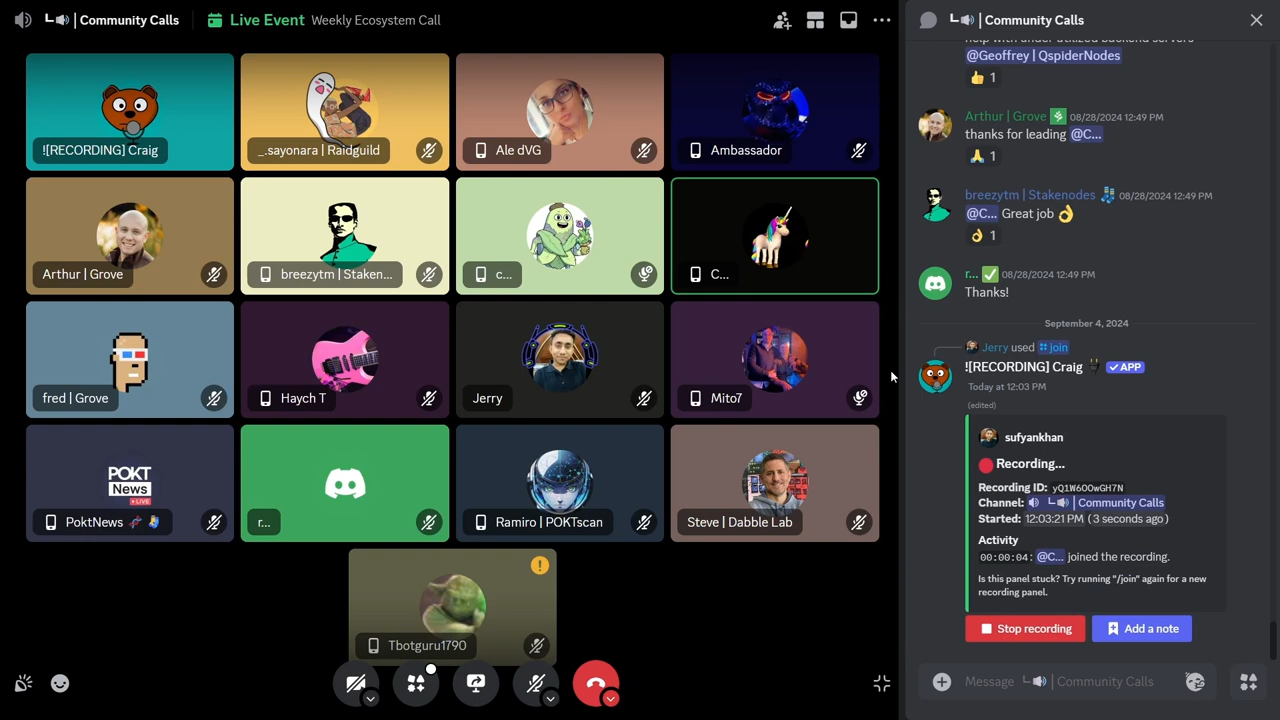 | Community Calls
Live Event Weekly Ecosystem Call
![RECORDING] Craig
_.sayonara | Raidguild
Ale dVG
Ambassador
Arthur | Grove
breezytm | Staken...
c...
C...
fred | Grove
Haych T
Jerry
Mito7
POKT
News
LIVE
PoktNews
r...
Ramiro | POKTscan
Steve | Dabble Lab
!
Tbotguru1790
| Community Calls
help with under utilized backend servers
@Geoffrey | QspiderNodes
👍 1
Arthur | Grove 08/28/2024 12:49 PM
thanks for leading @C...
🙏 1
breezytm | Stakenodes 08/28/2024 12:49 PM
@C... Great job 👌
👌 1
r... ✅ 08/28/2024 12:49 PM
Thanks!
September 4, 2024
Jerry used join
![RECORDING] Craig APP
Today at 12:03 PM
(edited)
sufyankhan
🔴 Recording...
Recording ID: yQ1W6OOwGH7N
Channel: | Community Calls
Started: 12:03:21 PM (3 seconds ago)
Activity
00:00:04: @C... joined the recording.
Is this panel stuck? Try running "/join" again for a new
recording panel.
Stop recording
Add a note
Message | Community Calls